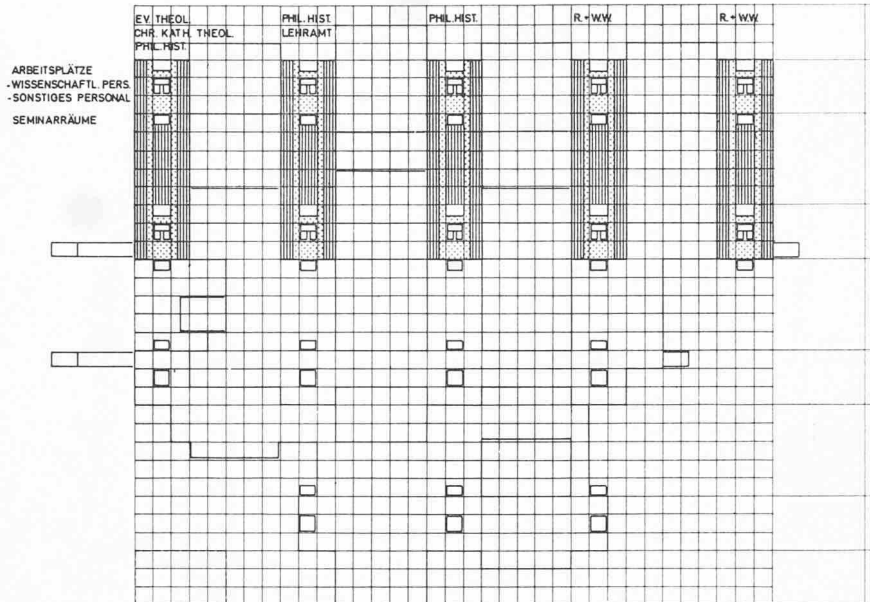 EV. THEOL.
CHR. KATH. THEOL.
PHIL. HIST.
PHIL. HIST.
LEHRAMT
PHIL. HIST.
R. + W.W.
R. + W.W.
ARBEITSPLÄTZE
- WISSENSCHAFTL. PERS.
- SONSTIGES PERSONAL
SEMINARRÄUME